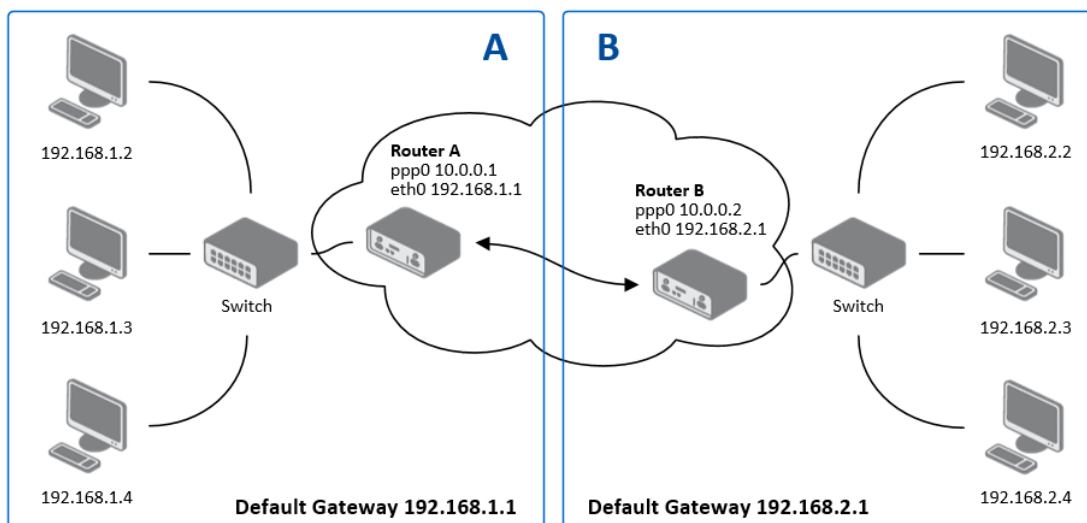 A
B
192.168.1.2
Router A
ppp0 10.0.0.1
eth0 192.168.1.1
192.168.2.2
Router B
ppp0 10.0.0.2
eth0 192.168.2.1
Switch
Switch
192.168.1.3
192.168.2.3
192.168.1.4
192.168.2.4
Default Gateway 192.168.1.1
Default Gateway 192.168.2.1